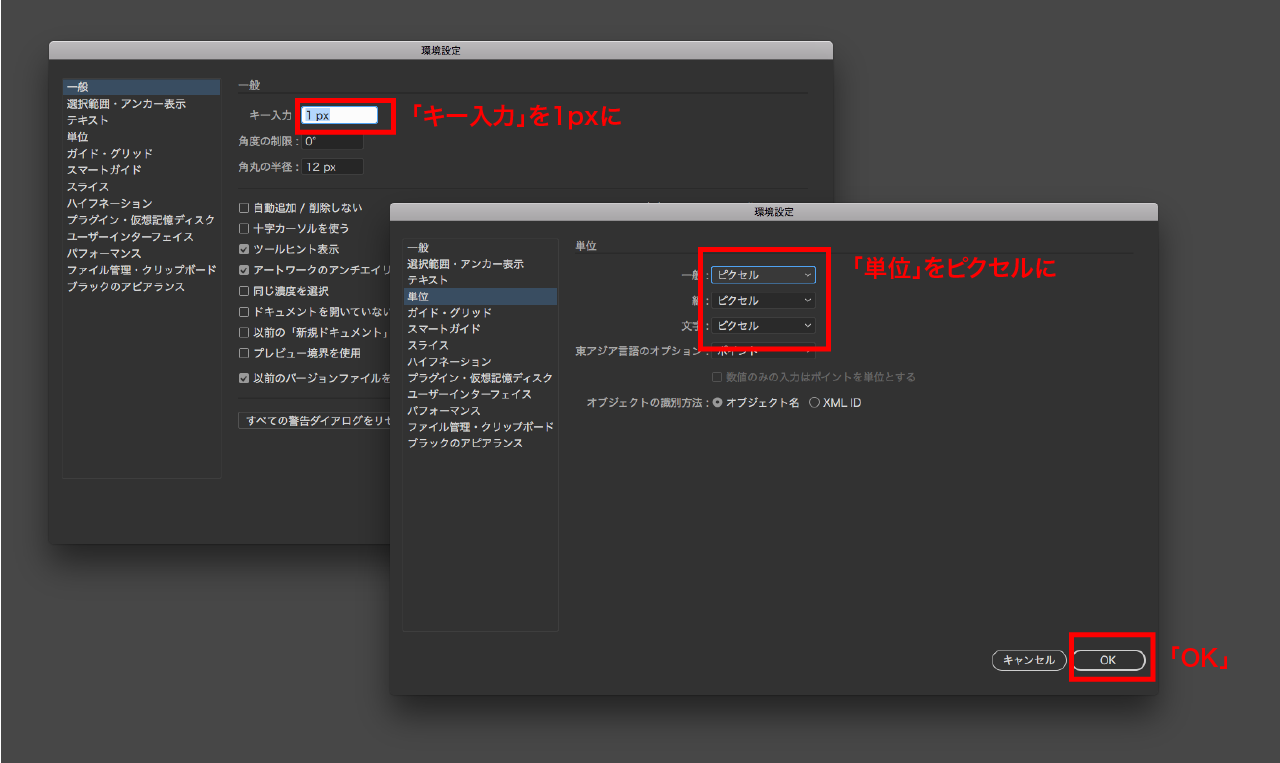 環境設定
一般
選択範囲・アンカー表示
テキスト
単位
ガイド・グリッド
スマートガイド
スライス
ハイフネーション
プラグイン・仮想記憶ディスク
ユーザーインターフェイス
パフォーマンス
ファイル管理・クリップボード
ブラックのアピアランス
一般
キー入力
1 px
「キー入力」を1pxに
角度の制限 : 0°
角丸の半径 : 12 px
自動追加 / 削除しない
十字カーソルを使う
ツールヒント表示
アートワークのアンチエイリ
同じ濃度を選択
ドキュメントを開いていない
以前の「新規ドキュメント」
プレビュー境界を使用
以前のバージョンファイルを
すべての警告ダイアログをリセ
環境設定
一般
選択範囲・アンカー表示
テキスト
単位
ガイド・グリッド
スマートガイド
スライス
ハイフネーション
プラグイン・仮想記憶ディスク
ユーザーインターフェイス
パフォーマンス
ファイル管理・クリップボード
ブラックのアピアランス
単位
一般 : ピクセル
「単位」をピクセルに
線 : ピクセル
文字 : ピクセル
東アジア言語のオプション : ポイント
数値のみの入力はポイントを単位とする
オブジェクトの識別方法 : オブジェクト名 XML ID
キャンセル OK
「OK」